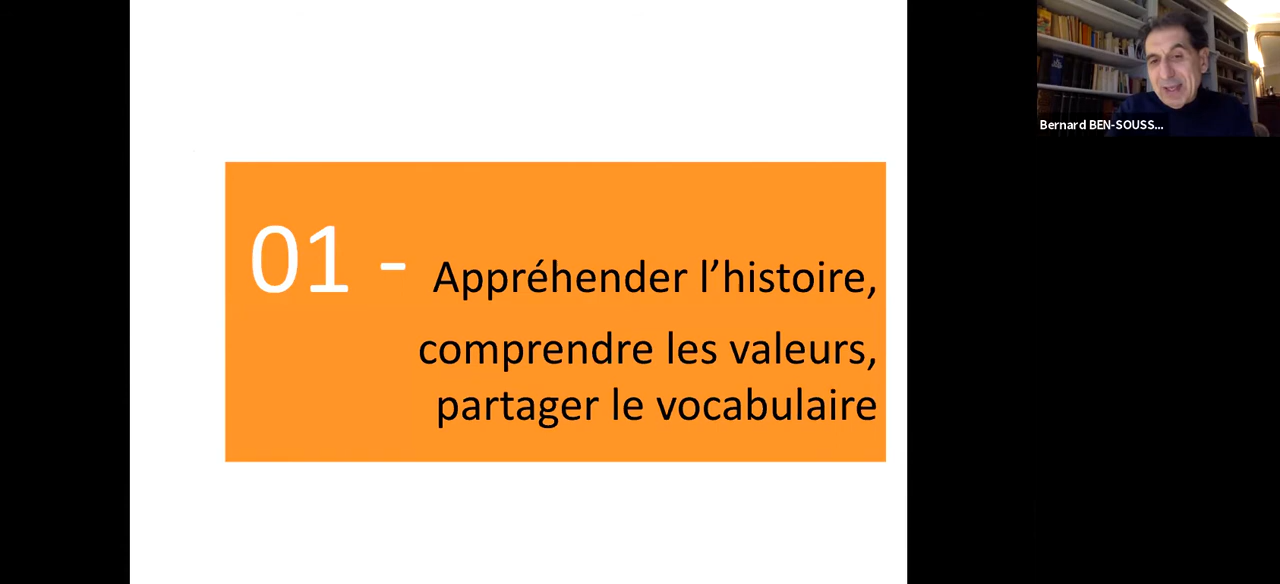 01 - Appréhender l’histoire,
comprendre les valeurs,
partager le vocabulaire
Bernard BEN-SOUSS...